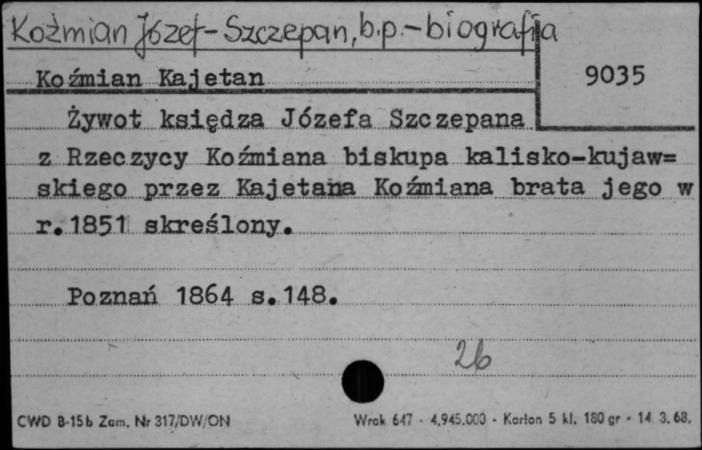 Koźmian Józef-Szczepan, b.p.-biografia
Koźmian Kajetan
9035
Żywot księdza Józefa Szczepana
z Rzeczycy Koźmiana biskupa kalisko-kujaw=
skiego przez Kajetana Koźmiana brata jego w
r.1851 skreślony.
Poznań 1864 s.148.
26
CWD B-15b Zam. Nr 317/DW/ON
Wrak 647 - 4.945.000 - Karton 5 kl. 180 gr - 14.3.68.